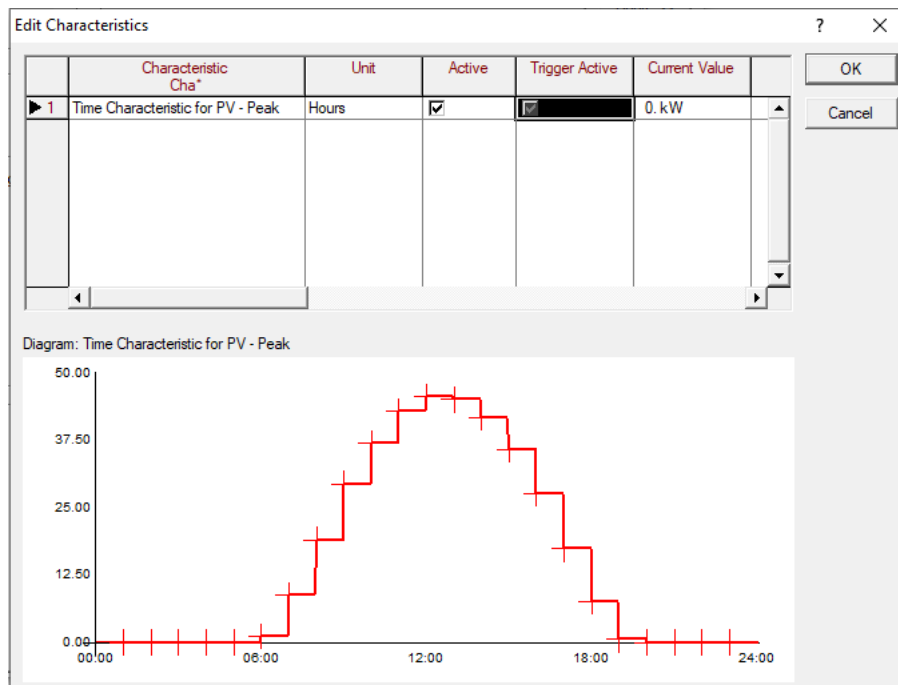 Edit Characteristics
?
Characteristic
Cha*
Unit
Active
Trigger Active
Current Value
OK
1
Time Characteristic for PV - Peak
Hours
0. kW
Cancel
Diagram: Time Characteristic for PV - Peak
50.00
37.50
25.00
12.50
0.00
00:00
06:00
12:00
18:00
24:00